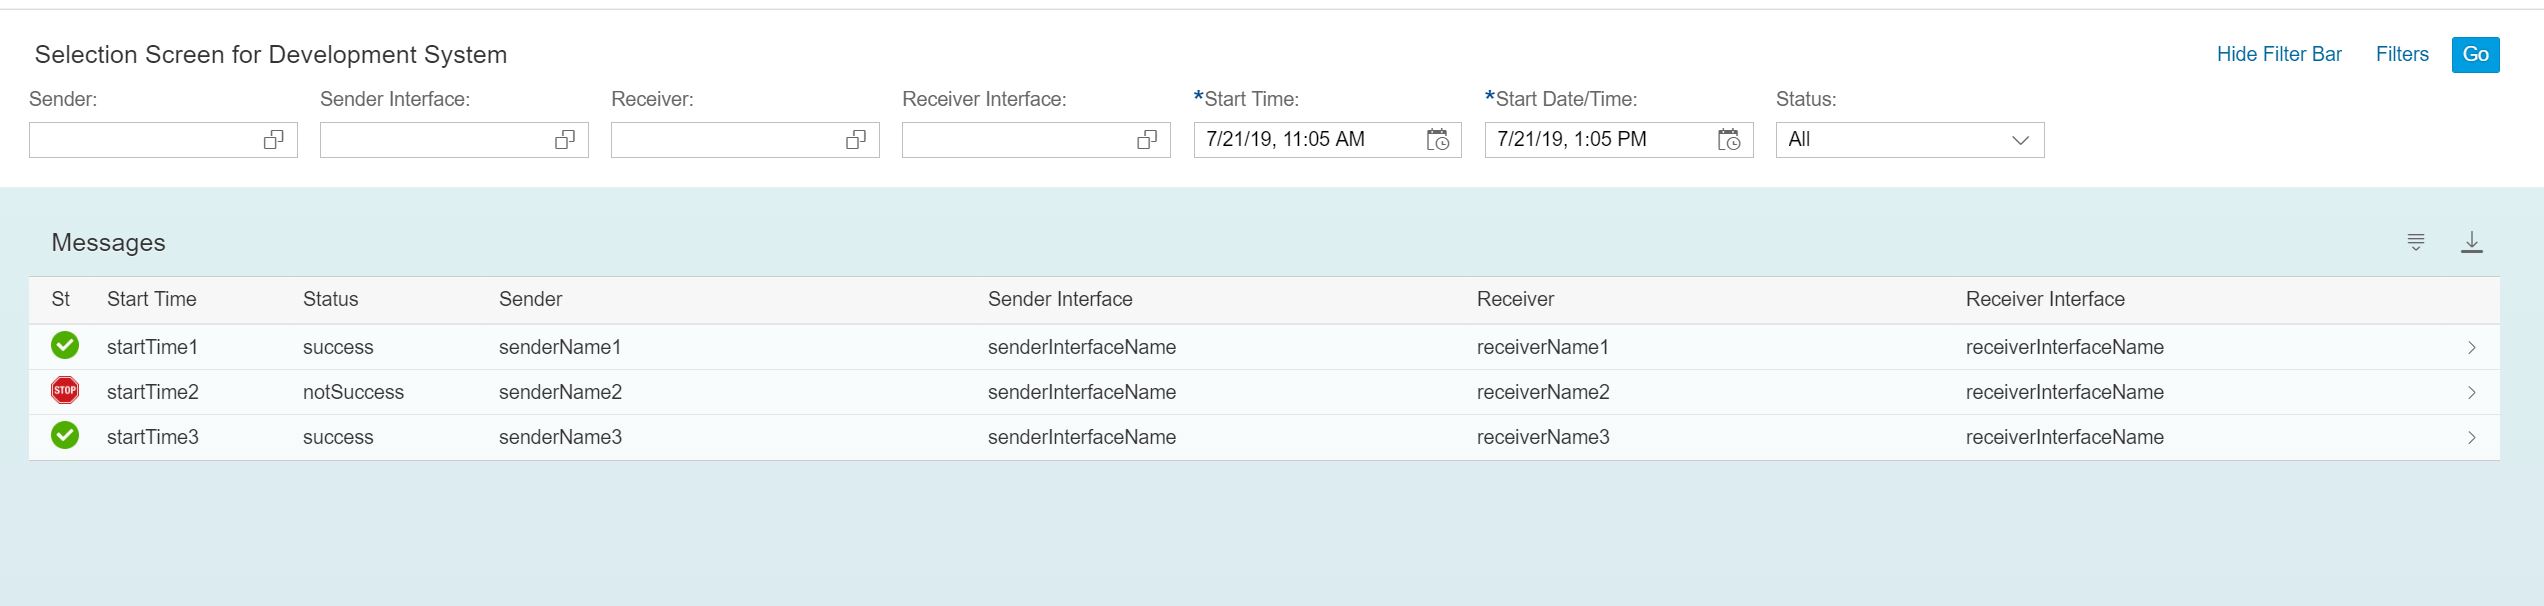 Selection Screen for Development System Hide Filter Bar Filters Go
Sender: Sender Interface: Receiver: Receiver Interface: *Start Time: *Start Date/Time: Status:
7/21/19, 11:05 AM 7/21/19, 1:05 PM All
Messages
St Start Time Status Sender Sender Interface Receiver Receiver Interface
startTime1 success senderName1 senderInterfaceName receiverName1 receiverInterfaceName
STOP startTime2 notSuccess senderName2 senderInterfaceName receiverName2 receiverInterfaceName
startTime3 success senderName3 senderInterfaceName receiverName3 receiverInterfaceName